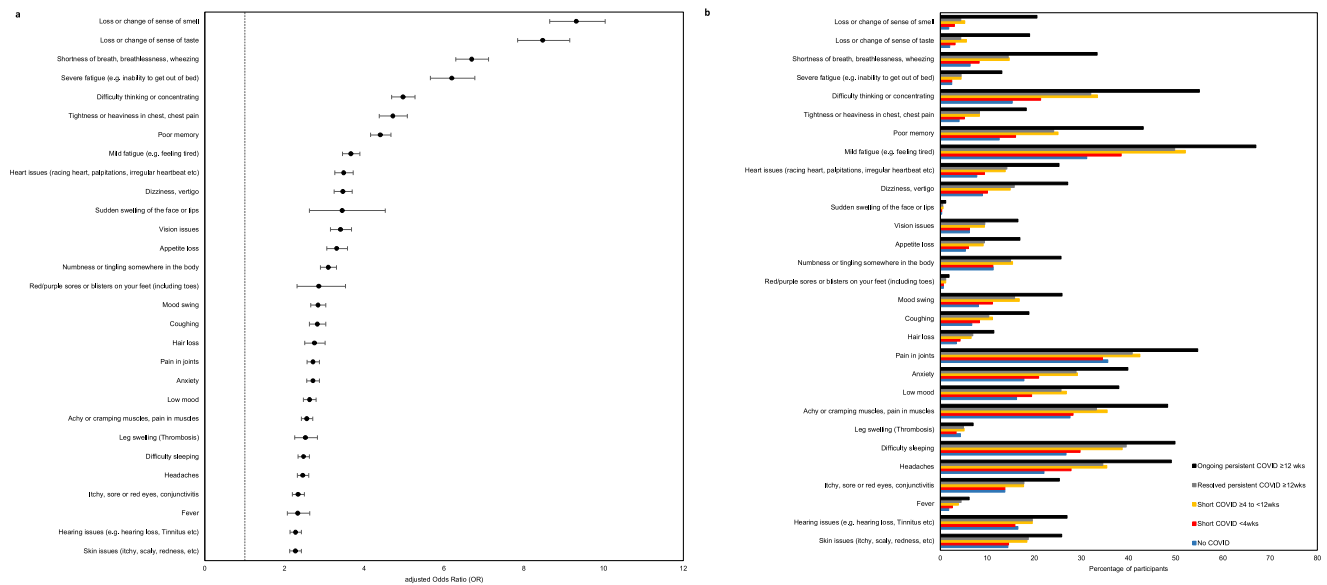 a
Loss or change of sense of smell
Loss or change of sense of taste
Shortness of breath, breathlessness, wheezing
Severe fatigue (e.g. inability to get out of bed)
Difficulty thinking or concentrating
Tightness or heaviness in chest, chest pain
Poor memory
Mild fatigue (e.g. feeling tired)
Heart issues (racing heart, palpitations, irregular heartbeat etc)
Dizziness, vertigo
Sudden swelling of the face or lips
Vision issues
Appetite loss
Numbness or tingling somewhere in the body
Red/purple sores or blisters on your feet (including toes)
Mood swing
Coughing
Hair loss
Pain in joints
Anxiety
Low mood
Achy or cramping muscles, pain in muscles
Leg swelling (Thrombosis)
Difficulty sleeping
Headaches
Itchy, sore or red eyes, conjunctivitis
Fever
Hearing issues (e.g. hearing loss, Tinnitus etc)
Skin issues (itchy, scaly, redness, etc)
0 2 4 6 8 10 12
adjusted Odds Ratio (OR)
b
Loss or change of sense of smell
Loss or change of sense of taste
Shortness of breath, breathlessness, wheezing
Severe fatigue (e.g. inability to get out of bed)
Difficulty thinking or concentrating
Tightness or heaviness in chest, chest pain
Poor memory
Mild fatigue (e.g. feeling tired)
Heart issues (racing heart, palpitations, irregular heartbeat etc)
Dizziness, vertigo
Sudden swelling of the face or lips
Vision issues
Appetite loss
Numbness or tingling somewhere in the body
Red/purple sores or blisters on your feet (including toes)
Mood swing
Coughing
Hair loss
Pain in joints
Anxiety
Low mood
Achy or cramping muscles, pain in muscles
Leg swelling (Thrombosis)
Difficulty sleeping
Headaches
Itchy, sore or red eyes, conjunctivitis
Fever
Hearing issues (e.g. hearing loss, Tinnitus etc)
Skin issues (itchy, scaly, redness, etc)
Ongoing persistent COVID ≥12 wks
Resolved persistent COVID ≥12wks
Short COVID ≥4 to <12wks
Short COVID <4wks
No COVID
0 10 20 30 40 50 60 70 80
Percentage of participants